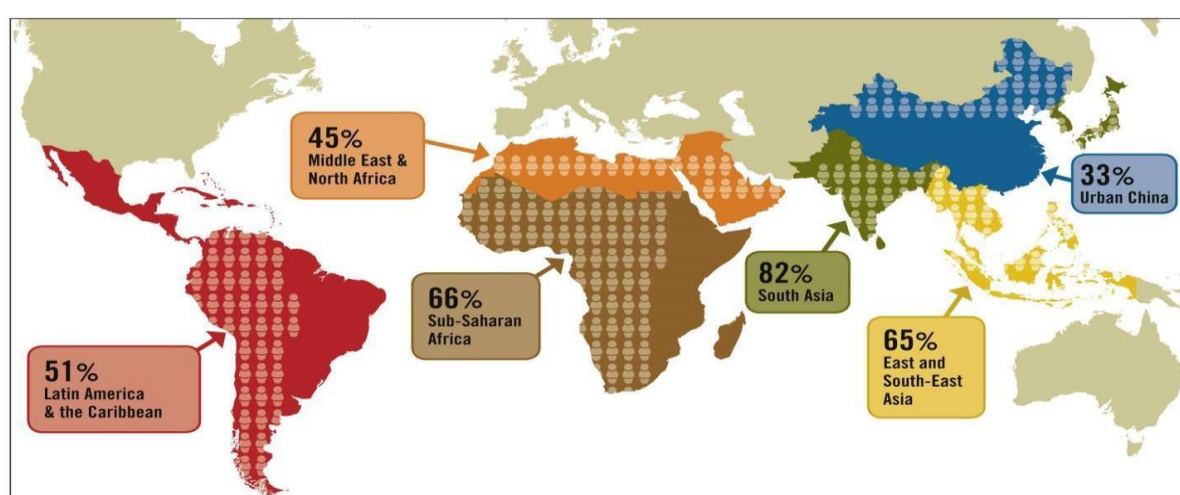 45%
Middle East &
North Africa
33%
Urban China
82%
South Asia
66%
Sub-Saharan
Africa
65%
East and
South-East
Asia
51%
Latin America
& the Caribbean